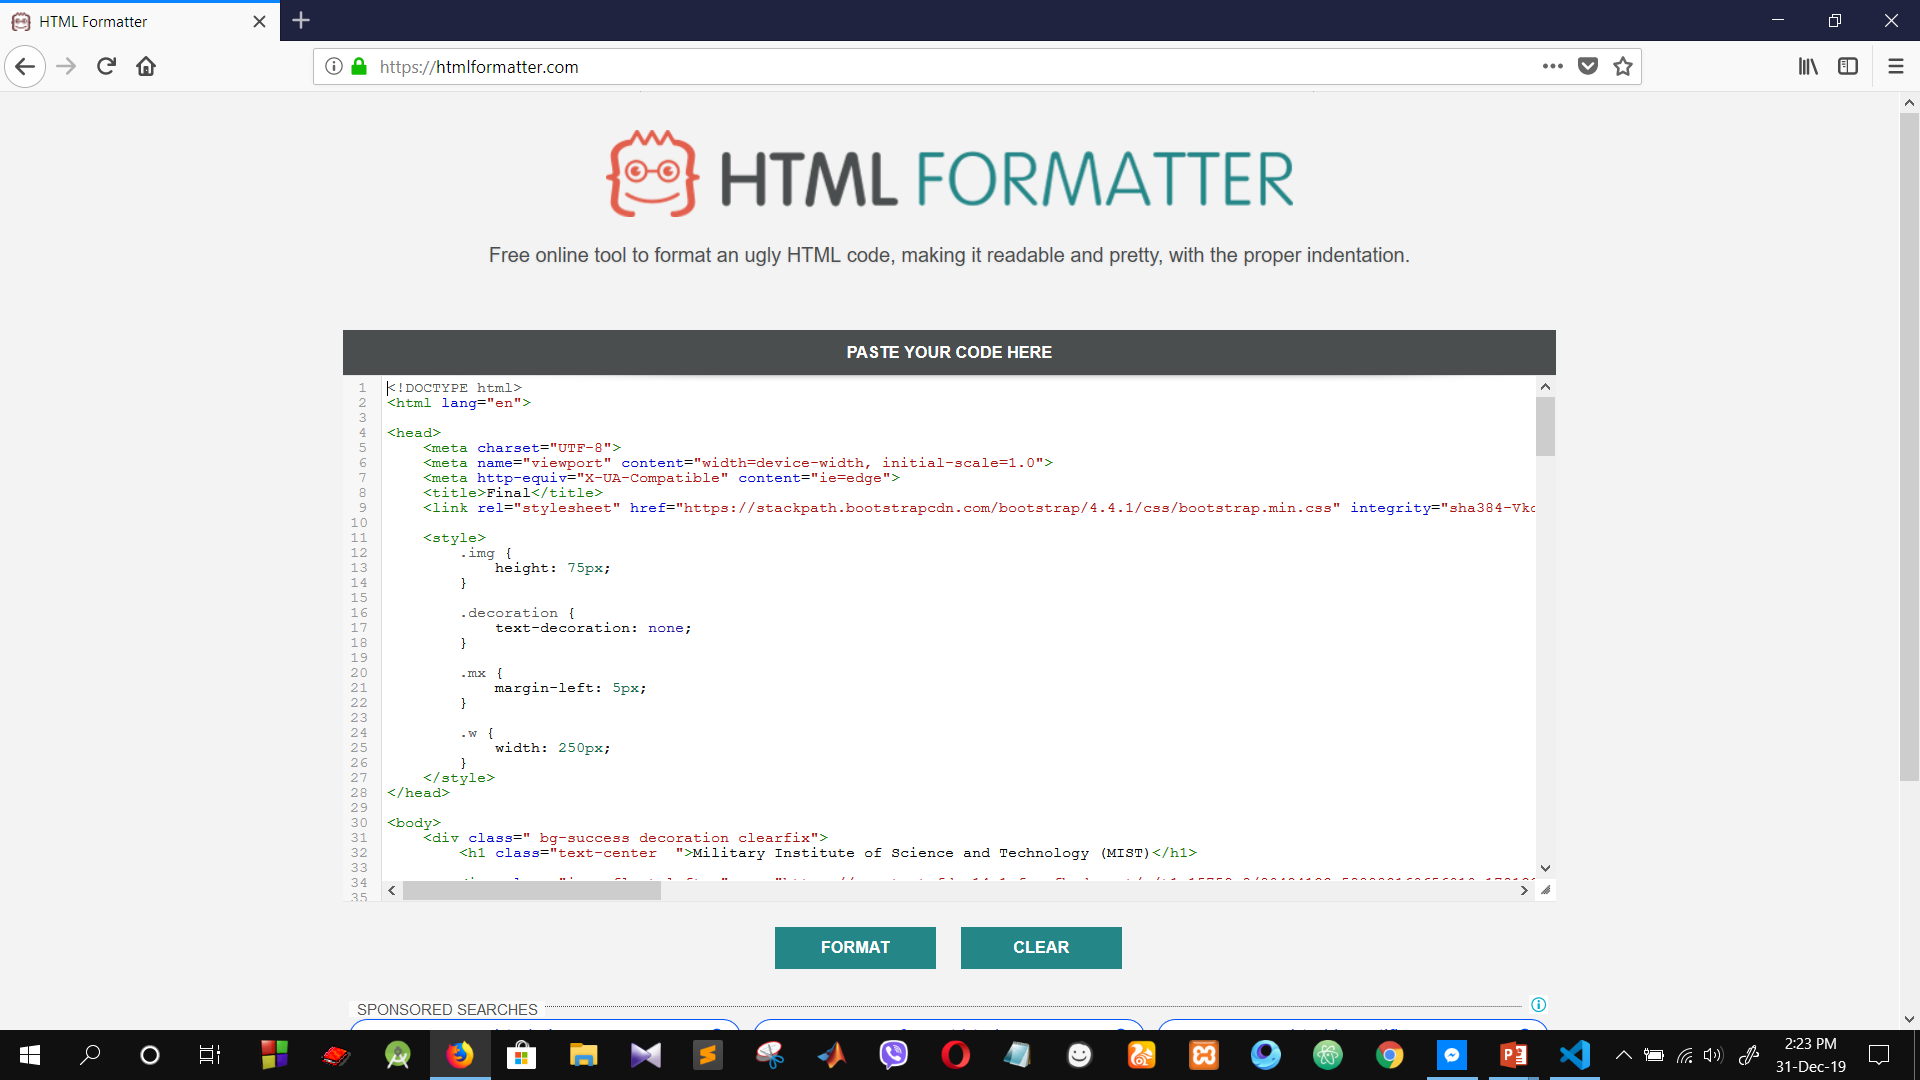 HTML Formatter
https://htmlformatter.com
HTML FORMATTER
Free online tool to format an ugly HTML code, making it readable and pretty, with the proper indentation.
PASTE YOUR CODE HERE
1 <!DOCTYPE html>
2 <html lang="en">
3
4 <head>
5 <meta charset="UTF-8">
6 <meta name="viewport" content="width=device-width, initial-scale=1.0">
7 <meta http-equiv="X-UA-Compatible" content="ie=edge">
8 <title>Final</title>
9 <link rel="stylesheet" href="https://stackpath.bootstrapcdn.com/bootstrap/4.4.1/css/bootstrap.min.css" integrity="sha384-Vkc
10
11 <style>
12 .img {
13 height: 75px;
14 }
15
16 .decoration {
17 text-decoration: none;
18 }
19
20 .mx {
21 margin-left: 5px;
22 }
23
24 .w {
25 width: 250px;
26 }
27 </style>
28 </head>
29
30 <body>
31 <div class=" bg-success decoration clearfix">
32 <h1 class="text-center  ">Military Institute of Science and Technology (MIST)</h1>
33
34
35
FORMAT CLEAR
SPONSORED SEARCHES
2:23 PM
31-Dec-19